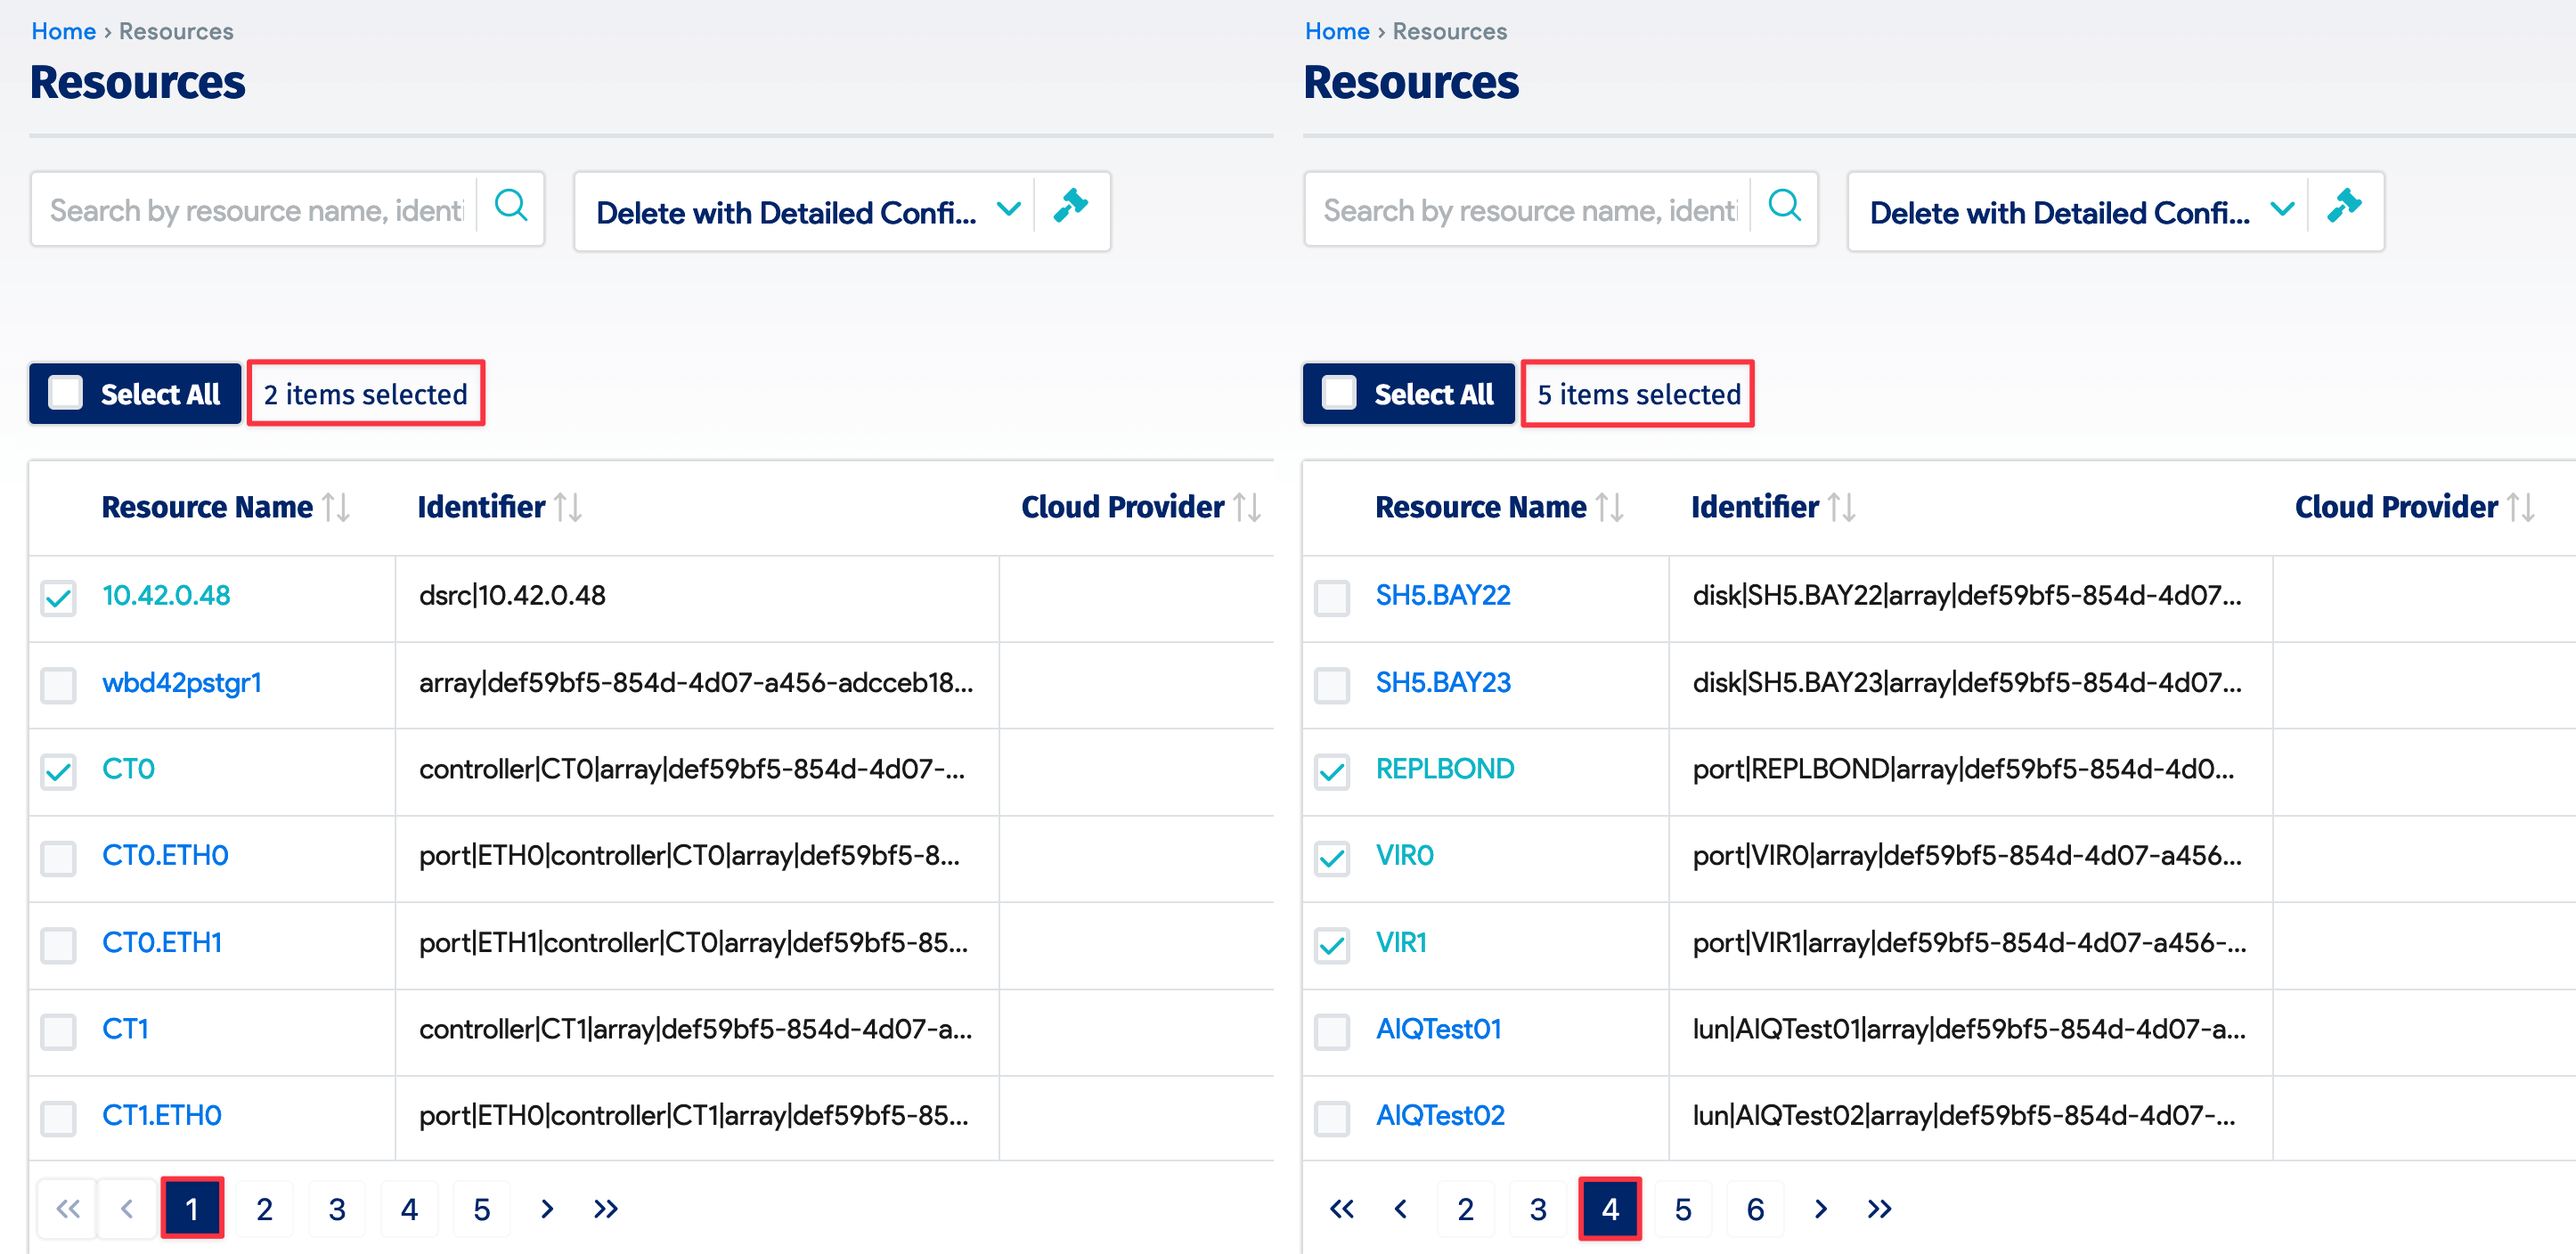 Home › Resources
Resources
Search by resource name, identi
Delete with Detailed Confi...
Select All
2 items selected
Resource Name
Identifier
Cloud Provider
10.42.0.48
dsrc|10.42.0.48
wbd42pstgr1
array|def59bf5-854d-4d07-a456-adcceb18...
CT0
controller|CT0|array|def59bf5-854d-4d07-...
CT0.ETH0
port|ETH0|controller|CT0|array|def59bf5-8...
CT0.ETH1
port|ETH1|controller|CT0|array|def59bf5-85...
CT1
controller|CT1|array|def59bf5-854d-4d07-a...
CT1.ETH0
port|ETH0|controller|CT1|array|def59bf5-85...
« ‹ 1 2 3 4 5 › »
Home › Resources
Resources
Search by resource name, identi
Delete with Detailed Confi...
Select All
5 items selected
Resource Name
Identifier
Cloud Provider
SH5.BAY22
disk|SH5.BAY22|array|def59bf5-854d-4d07...
SH5.BAY23
disk|SH5.BAY23|array|def59bf5-854d-4d07...
REPLBOND
port|REPLBOND|array|def59bf5-854d-4d0...
VIR0
port|VIR0|array|def59bf5-854d-4d07-a456...
VIR1
port|VIR1|array|def59bf5-854d-4d07-a456-...
AIQTest01
lun|AIQTest01|array|def59bf5-854d-4d07-a...
AIQTest02
lun|AIQTest02|array|def59bf5-854d-4d07-...
« ‹ 2 3 4 5 6 › »